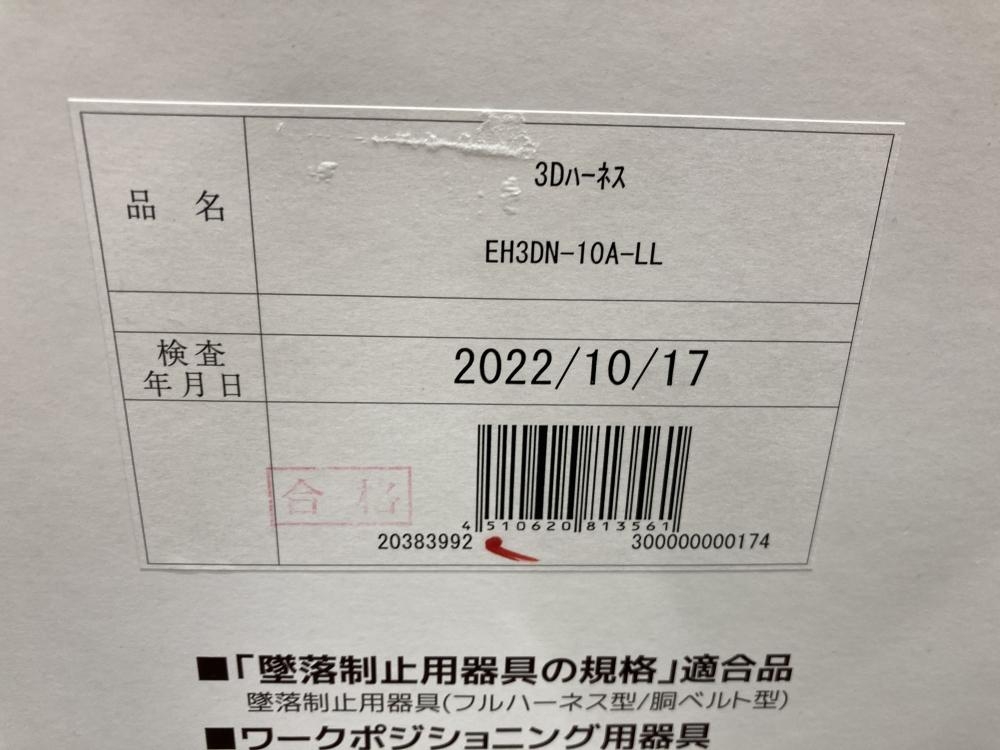 品 名
3Dﾊｰﾈｽ
EH3DN-10A-LL
検査
年月日
2022/10/17
合格
4 510620 813561
20383992
300000000174
■「墜落制止用器具の規格」適合品
墜落制止用器具(フルハーネス型/胴ベルト型)
■ワークポジショニング用器具